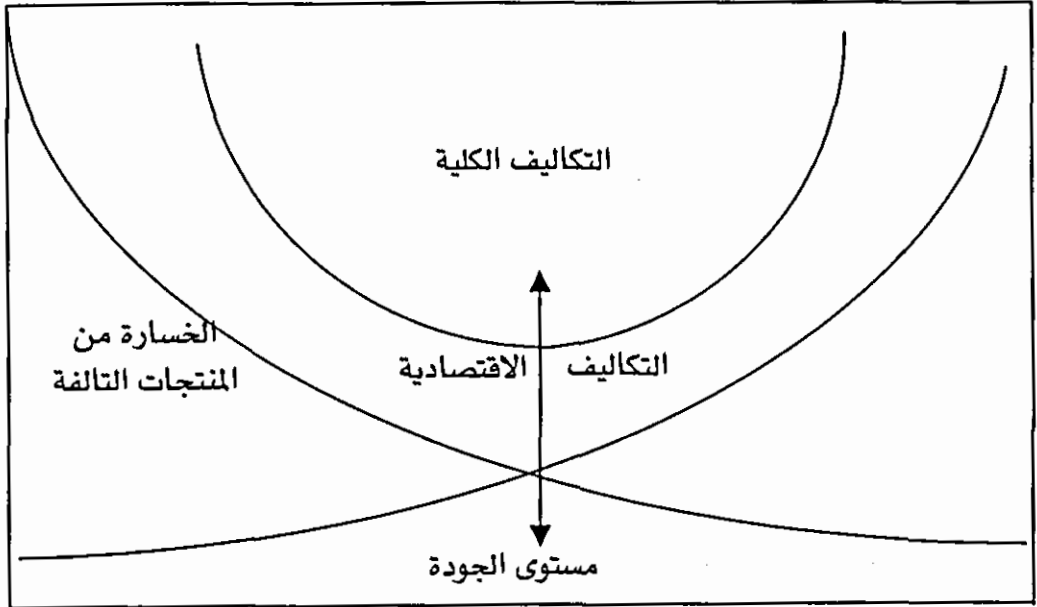 التكاليف الكلية
الخسارة من
المنتجات التالفة
التكاليف الاقتصادية
مستوى الجودة